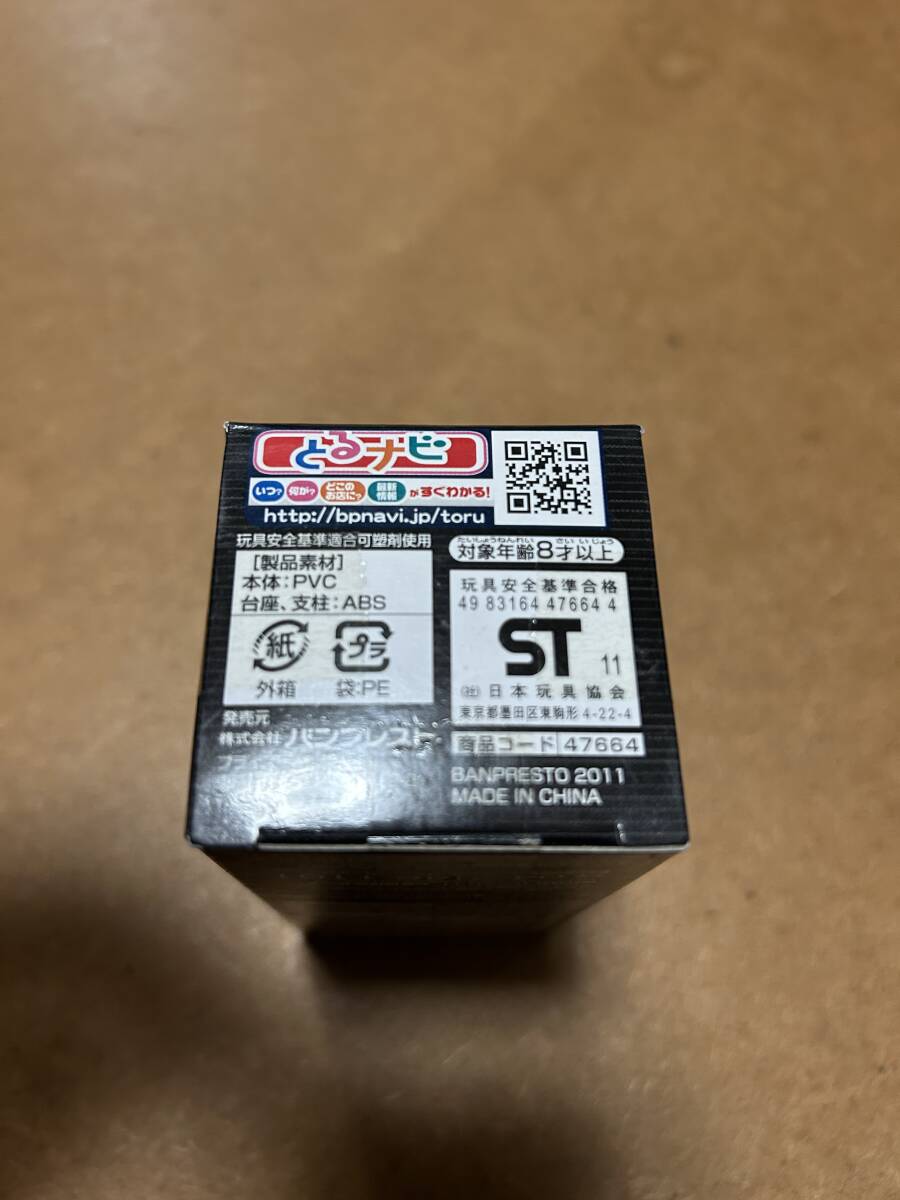 とるナビ
いつ? 何が? どこのお店に? 最新情報 がすぐわかる!
http://bpnavi.jp/toru
玩具安全基準適合可塑剤使用
[製品素材]
本体:PVC
台座、支柱:ABS
紙 プラ
外箱 袋:PE
発売元
株式会社 バンプレスト
たいしょうねんれい さい いじょう
対象年齢8才以上
玩具安全基準合格
49 83164 47664 4
ST 11
(社)日本玩具協会
東京都墨田区東駒形 4-22-4
商品コード 47664
BANPRESTO 2011
MADE IN CHINA